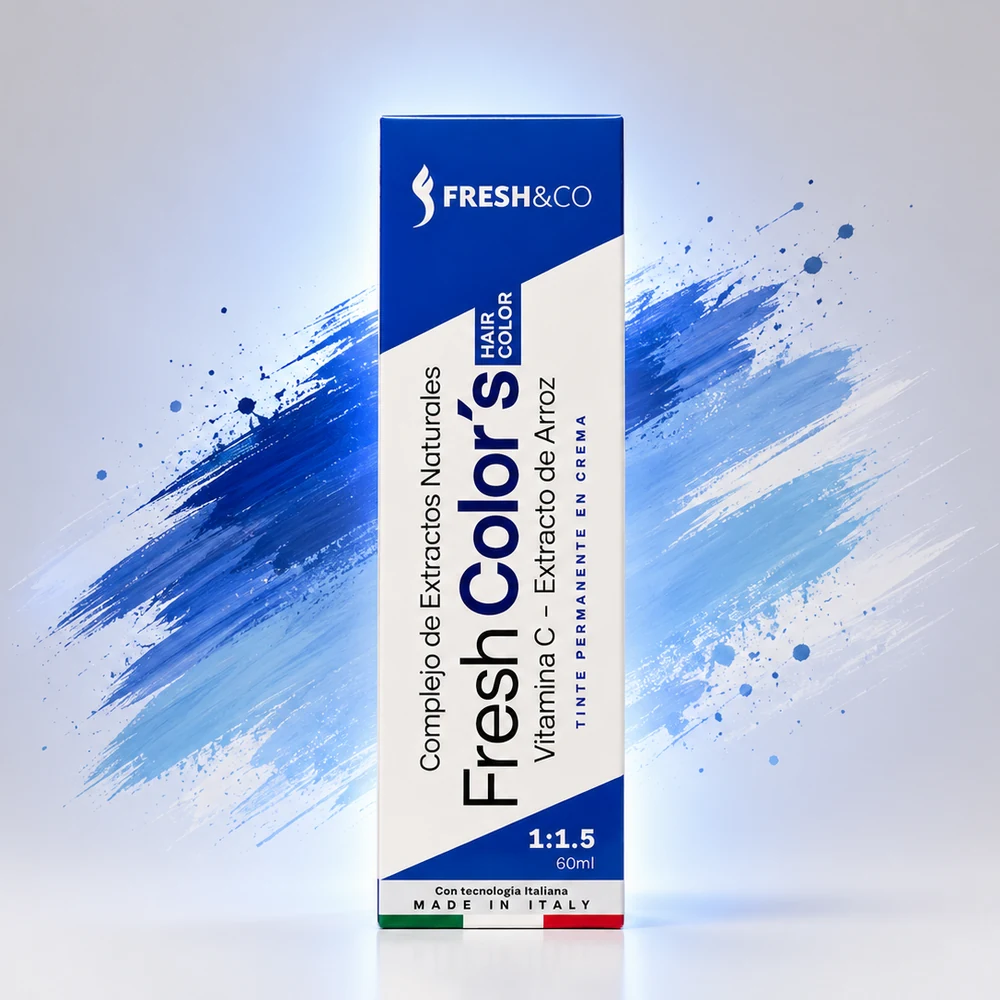 FRESH&CO
HAIR
COLOR
Complejo de Extractos Naturales
Fresh Color´s
Vitamina C - Extracto de Arroz
TINTE PERMANENTE EN CREMA
1:1.5
60ml
Con tecnologia Italiana
MADE IN ITALY